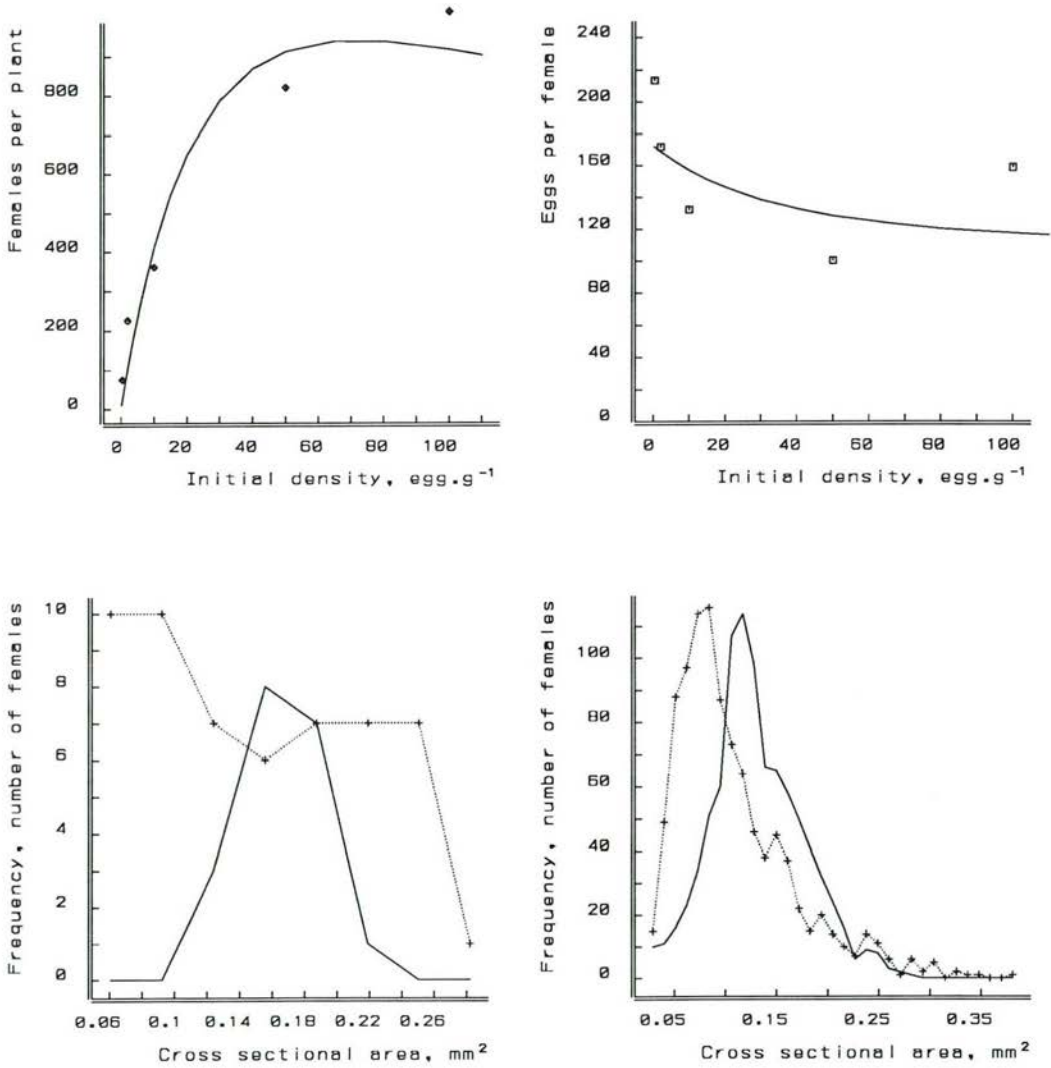 Females per plant
800
600
400
200
0
0 20 40 60 80 100
Initial density, egg.g⁻¹
Eggs per female
240
200
160
120
80
40
0
0 20 40 60 80 100
Initial density, egg.g⁻¹
Frequency, number of females
10
8
6
4
2
0
0.06 0.1 0.14 0.18 0.22 0.26
Cross sectional area, mm²
Frequency, number of females
100
80
60
40
20
0
0.05 0.15 0.25 0.35
Cross sectional area, mm²